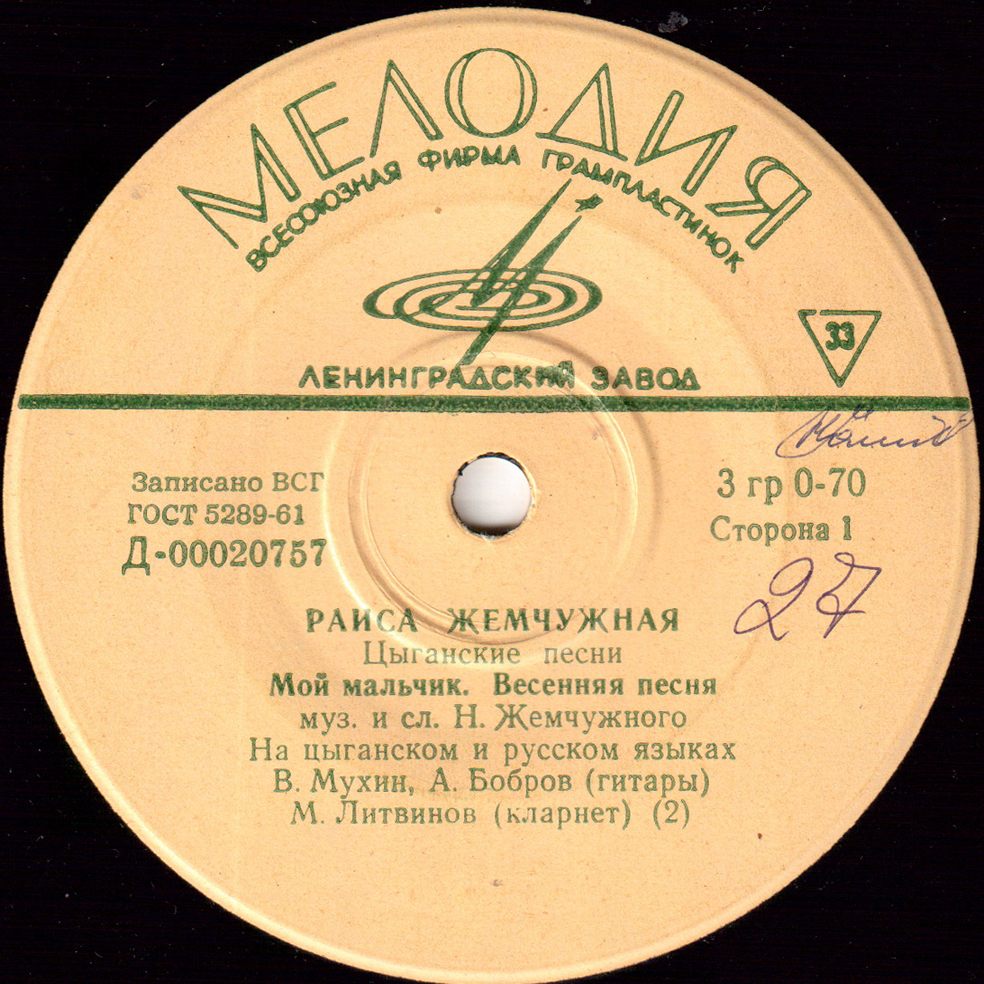 МЕЛОДИЯ
ВСЕСОЮЗНАЯ ФИРМА ГРАМПЛАСТИНОК
33
ЛЕНИНГРАДСКИЙ ЗАВОД
Записано ВСГ
ГОСТ 5289-61
Д-00020757
3 гр 0-70
Сторона 1
27
РАИСА ЖЕМЧУЖНАЯ
Цыганские песни
Мой мальчик. Весенняя песня
муз. и сл. Н. Жемчужного
На цыганском и русском языках
В. Мухин, А. Бобров (гитары)
М. Литвинов (кларнет) (2)